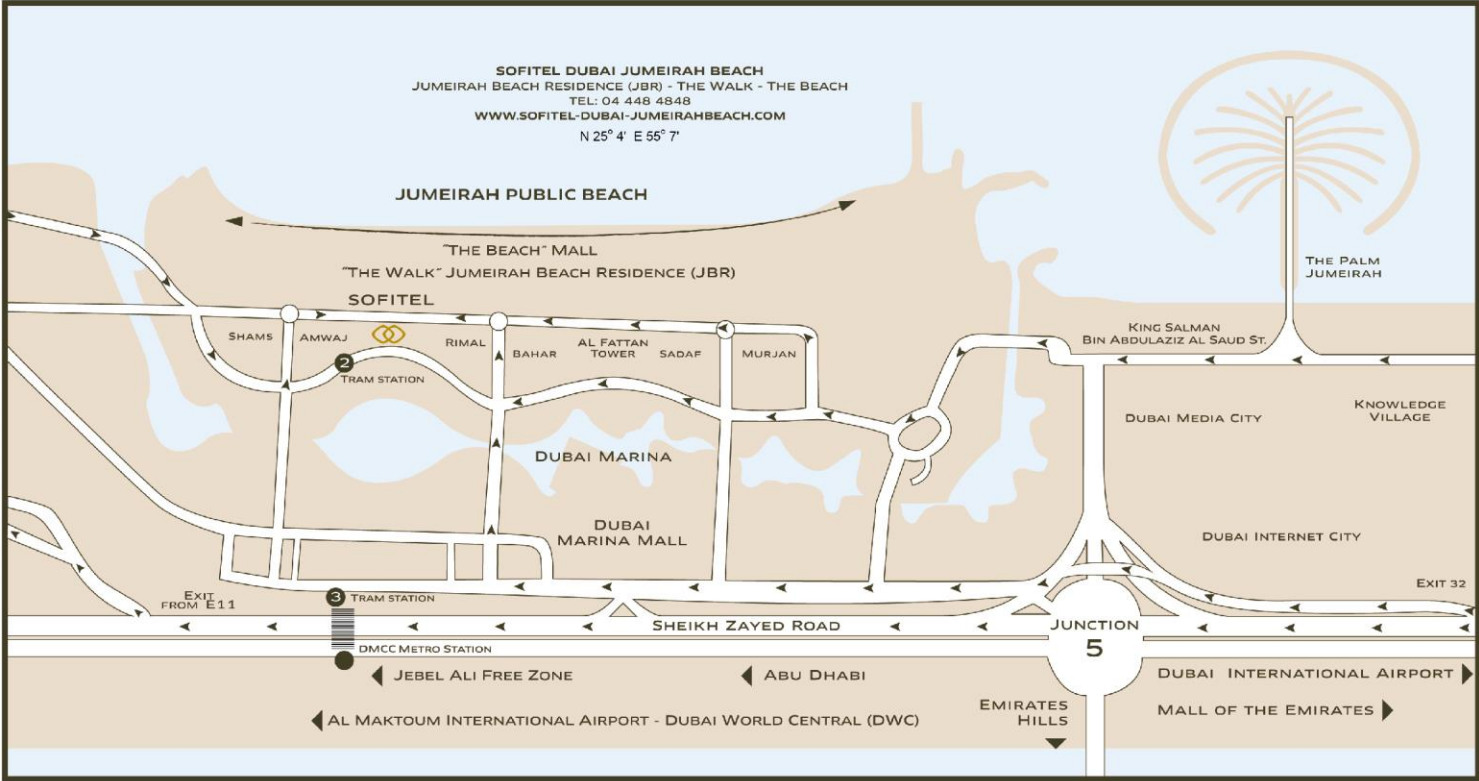 SOFITEL DUBAI JUMEIRAH BEACH
JUMEIRAH BEACH RESIDENCE (JBR) - THE WALK - THE BEACH
TEL: 04 448 4848
WWW.SOFITEL-DUBAI-JUMEIRAHBEACH.COM
N 25° 4' E 55° 7'
JUMEIRAH PUBLIC BEACH
"THE BEACH" MALL
"THE WALK" JUMEIRAH BEACH RESIDENCE (JBR)
SOFITEL
THE PALM
JUMEIRAH
SHAMS
AMWAJ
RIMAL
BAHAR
AL FATTAN
TOWER
SADAF
MURJAN
KING SALMAN
BIN ABDULAZIZ AL SAUD ST.
2
TRAM STATION
DUBAI MEDIA CITY
KNOWLEDGE
VILLAGE
DUBAI MARINA
DUBAI
MARINA MALL
DUBAI INTERNET CITY
EXIT
FROM E11
3
TRAM STATION
EXIT 32
SHEIKH ZAYED ROAD
JUNCTION
5
DMCC METRO STATION
JEBEL ALI FREE ZONE
ABU DHABI
DUBAI INTERNATIONAL AIRPORT
AL MAKTOUM INTERNATIONAL AIRPORT - DUBAI WORLD CENTRAL (DWC)
EMIRATES
HILLS
MALL OF THE EMIRATES